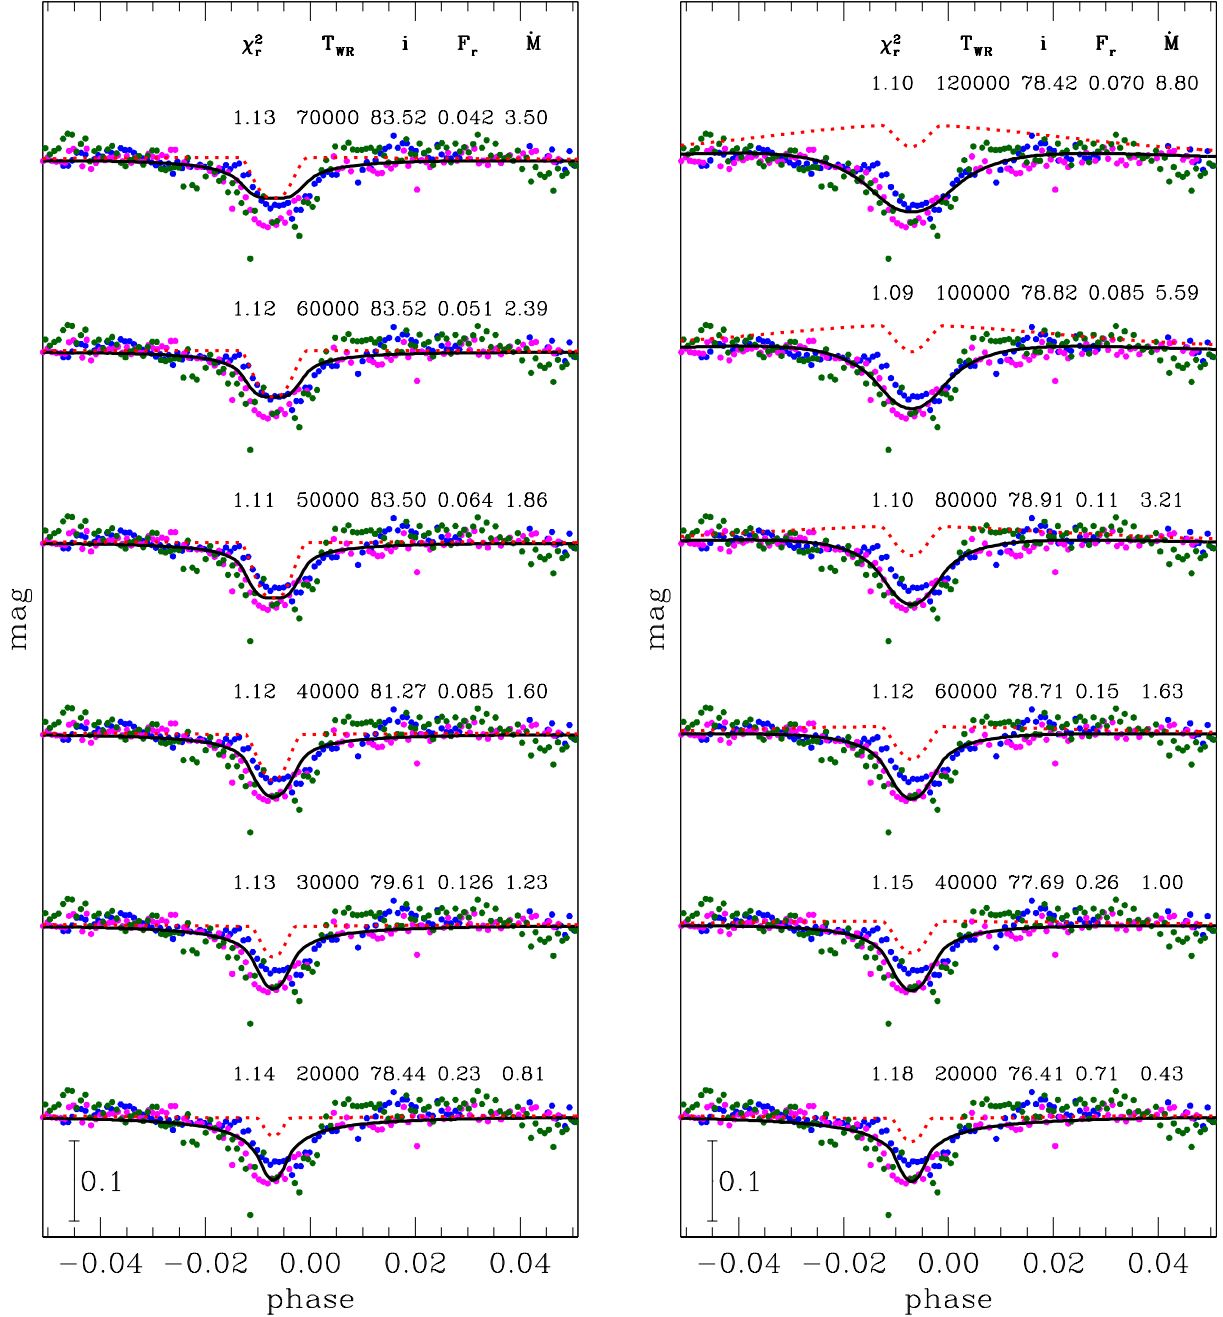 χ²ᵣ T_WR i F_r Ṁ
1.13 70000 83.52 0.042 3.50
1.12 60000 83.52 0.051 2.39
1.11 50000 83.50 0.064 1.86
1.12 40000 81.27 0.085 1.60
1.13 30000 79.61 0.126 1.23
1.14 20000 78.44 0.23 0.81
0.1
mag
−0.04 −0.02 0.00 0.02 0.04
phase
χ²ᵣ T_WR i F_r Ṁ
1.10 120000 78.42 0.070 8.80
1.09 100000 78.82 0.085 5.59
1.10 80000 78.91 0.11 3.21
1.12 60000 78.71 0.15 1.63
1.15 40000 77.69 0.26 1.00
1.18 20000 76.41 0.71 0.43
0.1
mag
−0.04 −0.02 0.00 0.02 0.04
phase